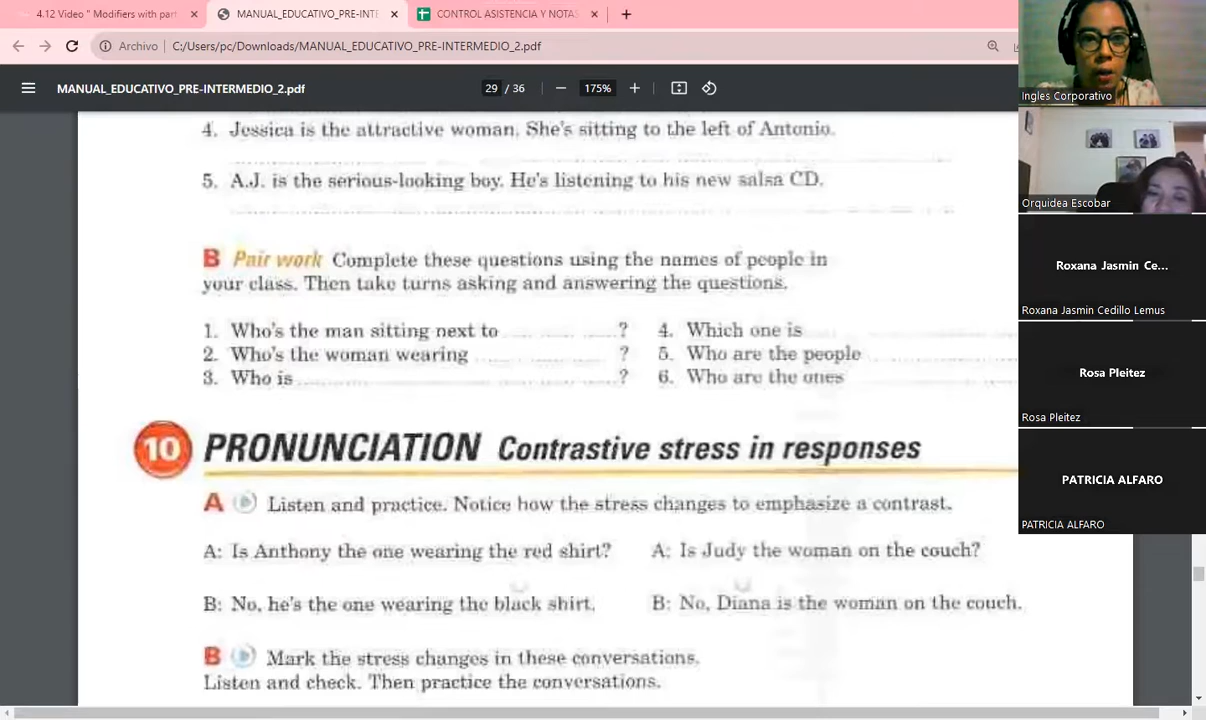 4.12 Video " Modifiers with part
MANUAL_EDUCATIVO_PRE-INTE
CONTROL ASISTENCIA Y NOTAS
Archivo
C:/Users/pc/Downloads/MANUAL_EDUCATIVO_PRE-INTERMEDIO_2.pdf
MANUAL_EDUCATIVO_PRE-INTERMEDIO_2.pdf
29 / 36
175%
4. Jessica is the attractive woman. She's sitting to the left of Antonio.
5. A.J. is the serious-looking boy. He's listening to his new salsa CD.
B Pair work Complete these questions using the names of people in
your class. Then take turns asking and answering the questions.
1. Who's the man sitting next to ?
2. Who's the woman wearing ?
3. Who is ?
4. Which one is
5. Who are the people
6. Who are the ones
10 PRONUNCIATION Contrastive stress in responses
A Listen and practice. Notice how the stress changes to emphasize a contrast.
A: Is Anthony the one wearing the red shirt?
B: No, he's the one wearing the black shirt.
A: Is Judy the woman on the couch?
B: No, Diana is the woman on the couch.
B Mark the stress changes in these conversations.
Listen and check. Then practice the conversations.
Ingles Corporativo
Orquidea Escobar
Roxana Jasmin Ce...
Roxana Jasmin Cedillo Lemus
Rosa Pleitez
Rosa Pleitez
PATRICIA ALFARO
PATRICIA ALFARO